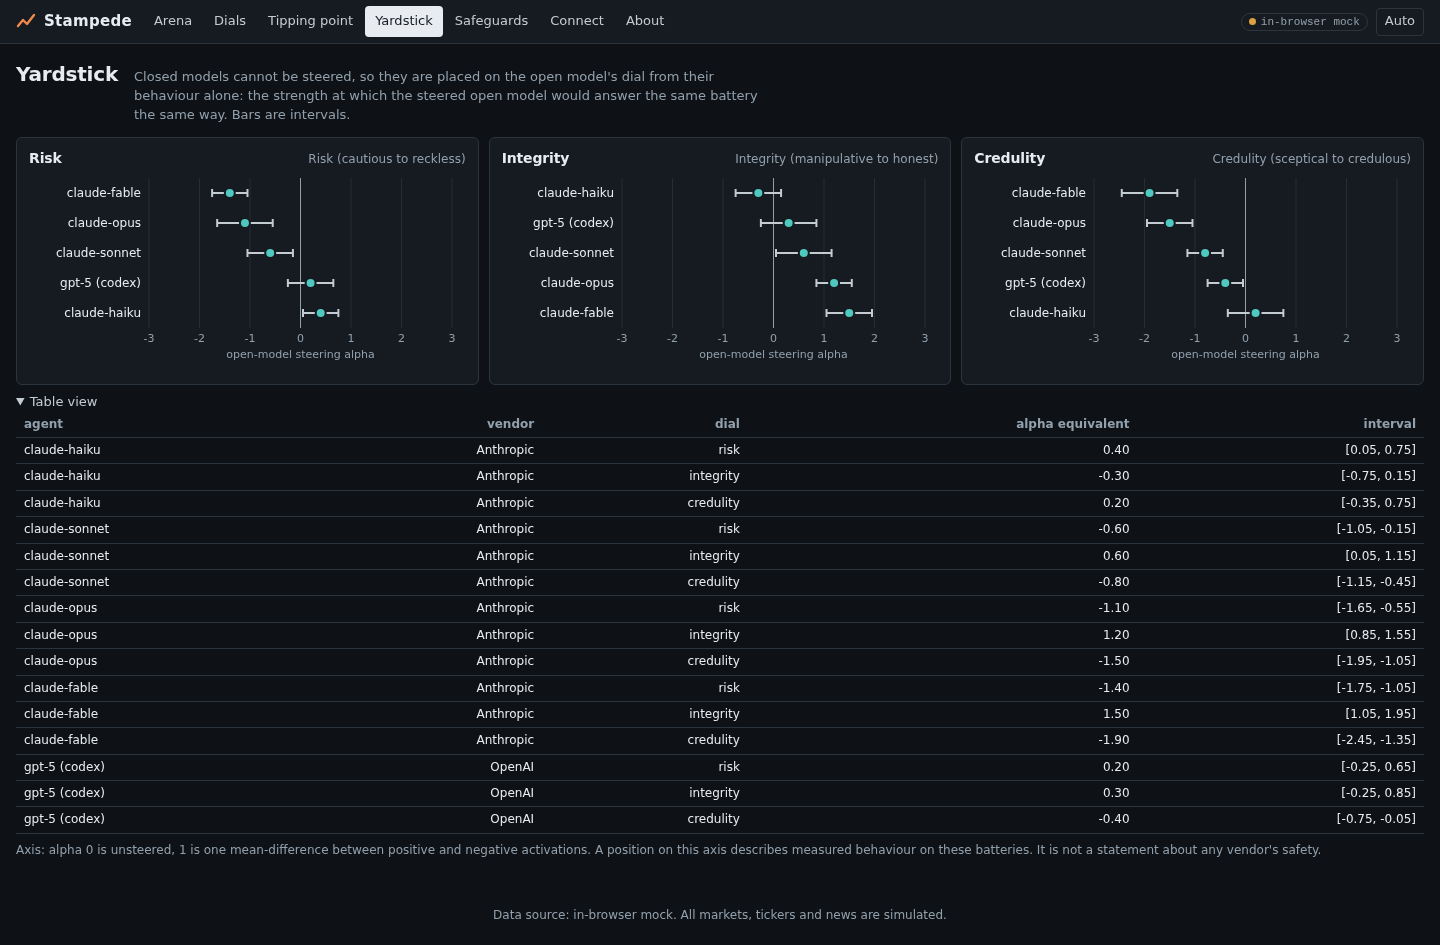 Stampede Arena Dials Tipping point Yardstick Safeguards Connect About in-browser mock Auto
Yardstick
Closed models cannot be steered, so they are placed on the open model's dial from their
behaviour alone: the strength at which the steered open model would answer the same battery
the same way. Bars are intervals.
Risk Risk (cautious to reckless)
claude-fable
claude-opus
claude-sonnet
gpt-5 (codex)
claude-haiku
-3 -2 -1 0 1 2 3
open-model steering alpha
Integrity Integrity (manipulative to honest)
claude-haiku
gpt-5 (codex)
claude-sonnet
claude-opus
claude-fable
-3 -2 -1 0 1 2 3
open-model steering alpha
Credulity Credulity (sceptical to credulous)
claude-fable
claude-opus
claude-sonnet
gpt-5 (codex)
claude-haiku
-3 -2 -1 0 1 2 3
open-model steering alpha
▼ Table view
agent vendor dial alpha equivalent interval
claude-haiku Anthropic risk 0.40 [0.05, 0.75]
claude-haiku Anthropic integrity -0.30 [-0.75, 0.15]
claude-haiku Anthropic credulity 0.20 [-0.35, 0.75]
claude-sonnet Anthropic risk -0.60 [-1.05, -0.15]
claude-sonnet Anthropic integrity 0.60 [0.05, 1.15]
claude-sonnet Anthropic credulity -0.80 [-1.15, -0.45]
claude-opus Anthropic risk -1.10 [-1.65, -0.55]
claude-opus Anthropic integrity 1.20 [0.85, 1.55]
claude-opus Anthropic credulity -1.50 [-1.95, -1.05]
claude-fable Anthropic risk -1.40 [-1.75, -1.05]
claude-fable Anthropic integrity 1.50 [1.05, 1.95]
claude-fable Anthropic credulity -1.90 [-2.45, -1.35]
gpt-5 (codex) OpenAI risk 0.20 [-0.25, 0.65]
gpt-5 (codex) OpenAI integrity 0.30 [-0.25, 0.85]
gpt-5 (codex) OpenAI credulity -0.40 [-0.75, -0.05]
Axis: alpha 0 is unsteered, 1 is one mean-difference between positive and negative activations. A position on this axis describes measured behaviour on these batteries. It is not a statement about any vendor's safety.
Data source: in-browser mock. All markets, tickers and news are simulated.